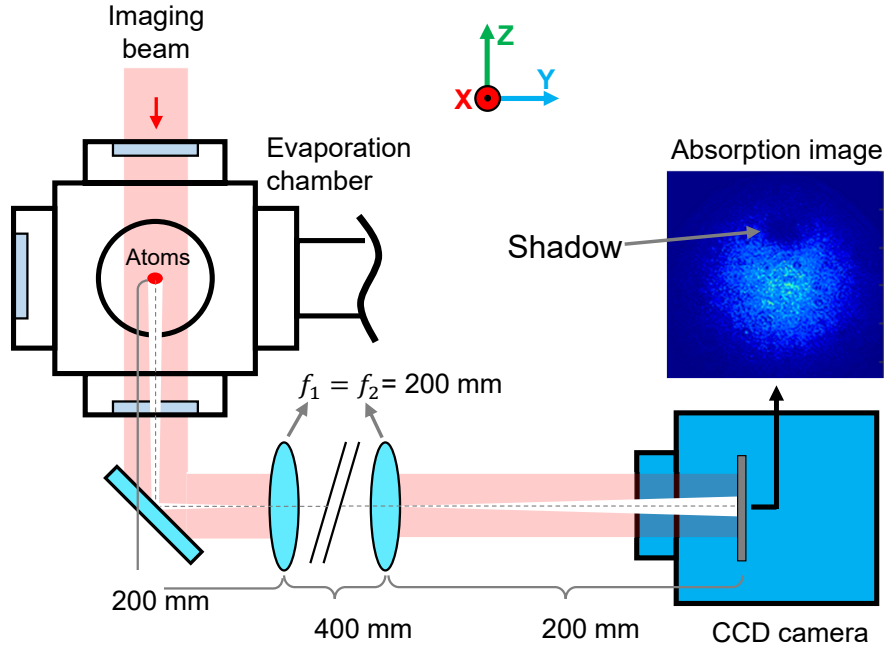 Imaging
beam
Z
Y
X
Evaporation
chamber
Absorption image
Shadow
Atoms
𝑓₁ = 𝑓₂= 200 mm
200 mm
400 mm
200 mm
CCD camera